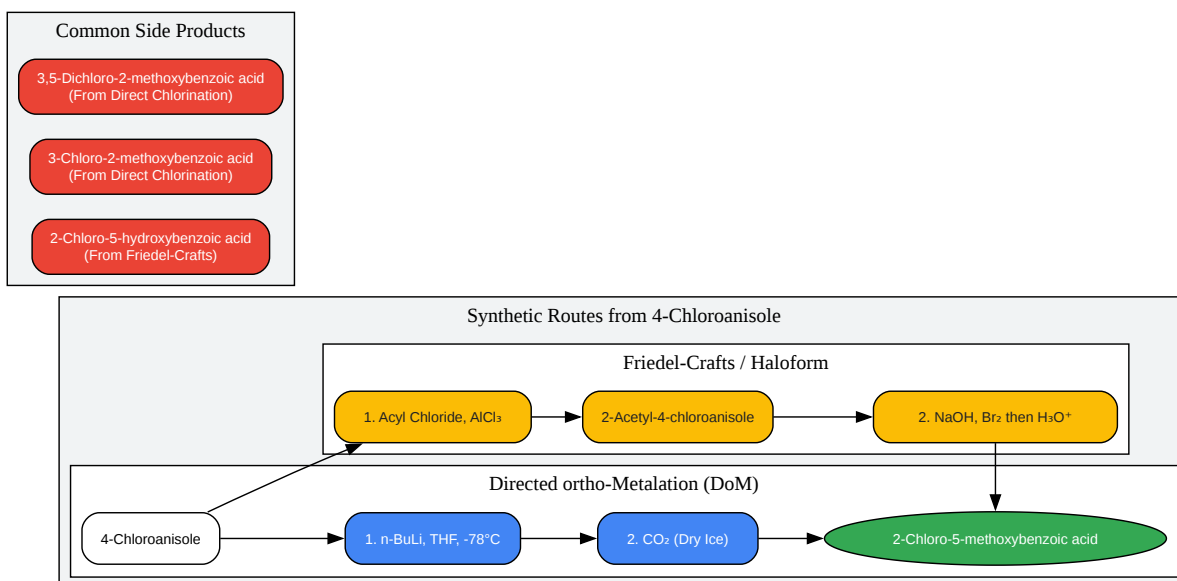 Common Side Products
3,5-Dichloro-2-methoxybenzoic acid
(From Direct Chlorination)
3-Chloro-2-methoxybenzoic acid
(From Direct Chlorination)
2-Chloro-5-hydroxybenzoic acid
(From Friedel-Crafts)
Synthetic Routes from 4-Chloroanisole
Friedel-Crafts / Haloform
1. Acyl Chloride, AlCl₃
2-Acetyl-4-chloroanisole
2. NaOH, Br₂ then H₃O⁺
Directed ortho-Metalation (DoM)
4-Chloroanisole
1. n-BuLi, THF, -78°C
2. CO₂ (Dry Ice)
2-Chloro-5-methoxybenzoic acid